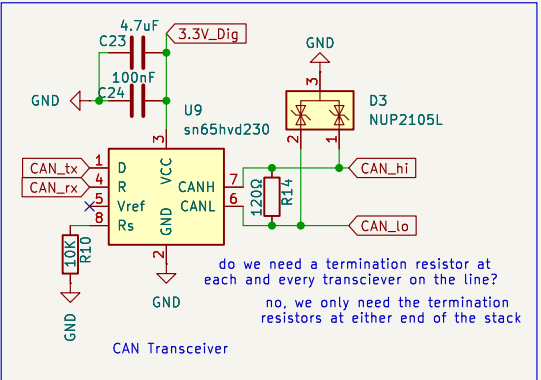 4.7uF
C23
3.3V_Dig
100nF
C24
GND
U9
sn65hvd230
GND
3
D3
NUP2105L
2
1
3
VCC
CAN_tx
1
D
CAN_rx
4
R
5
Vref
8
Rs
GND
2
CANH
7
CANL
6
120Ω
R14
CAN_hi
CAN_lo
10K
R10
GND
GND
do we need a termination resistor at
each and every transciever on the line?
no, we only need the termination
resistors at either end of the stack
CAN Transceiver